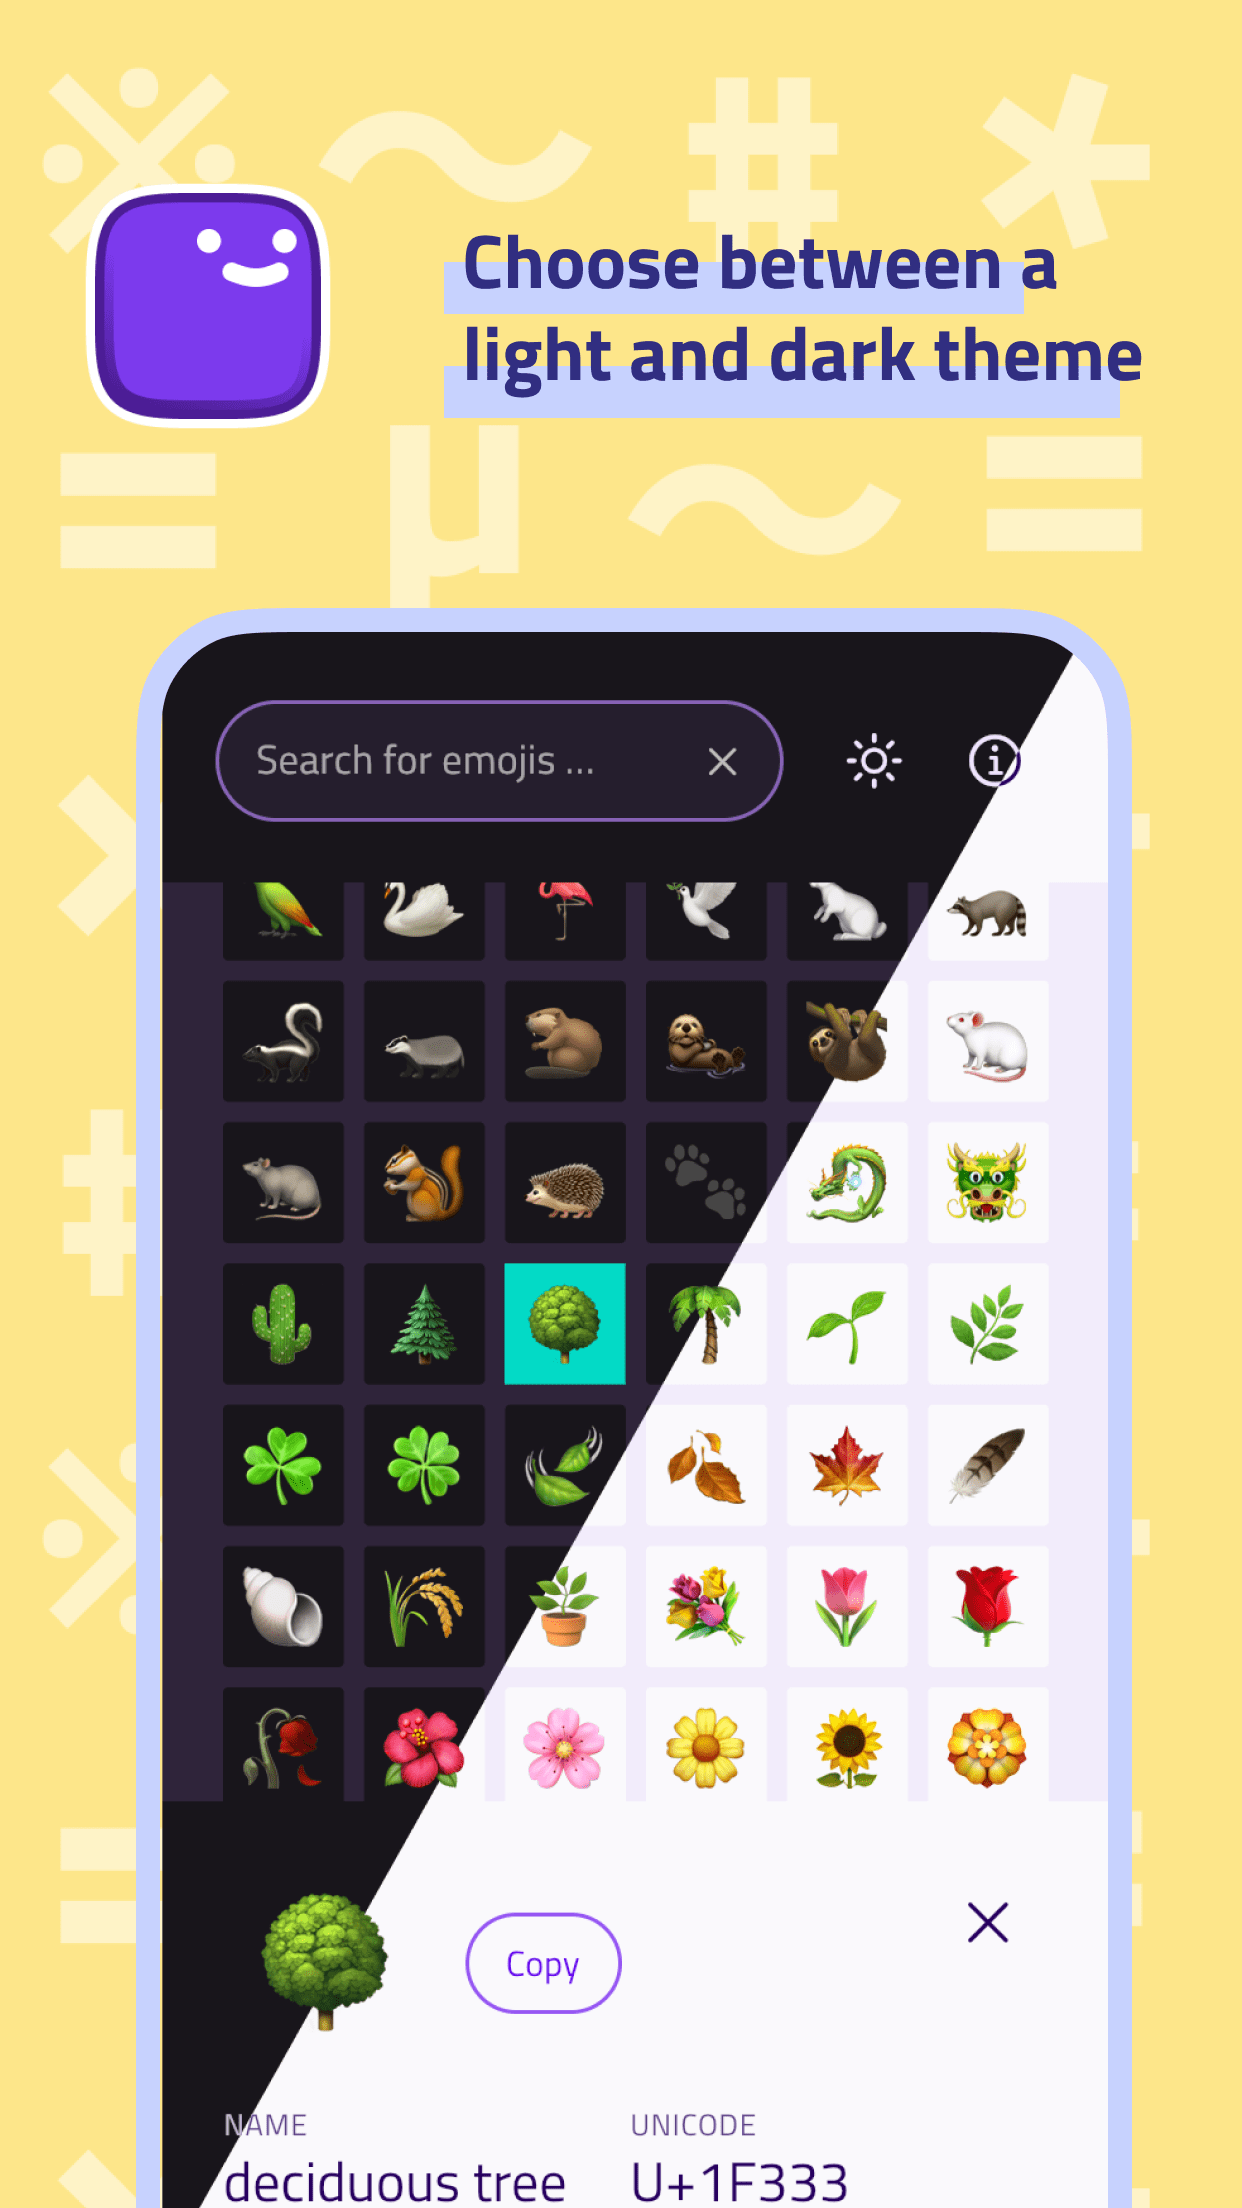 Choose between a
light and dark theme
Search for emojis ...
Copy
NAME
UNICODE
deciduous tree
U+1F333